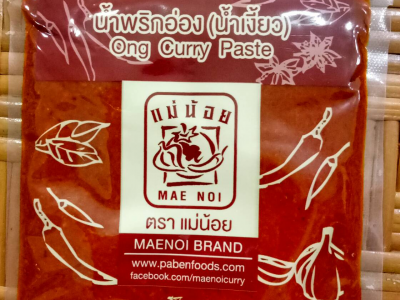 น้ำพริกอ่อง (น้ำเงี้ยว)
Ong Curry Paste
แม่น้อย
MAE NOI
ตรา แม่น้อย
MAENOI BRAND
www.pabenfoods.com
facebook.com/maenoicurry